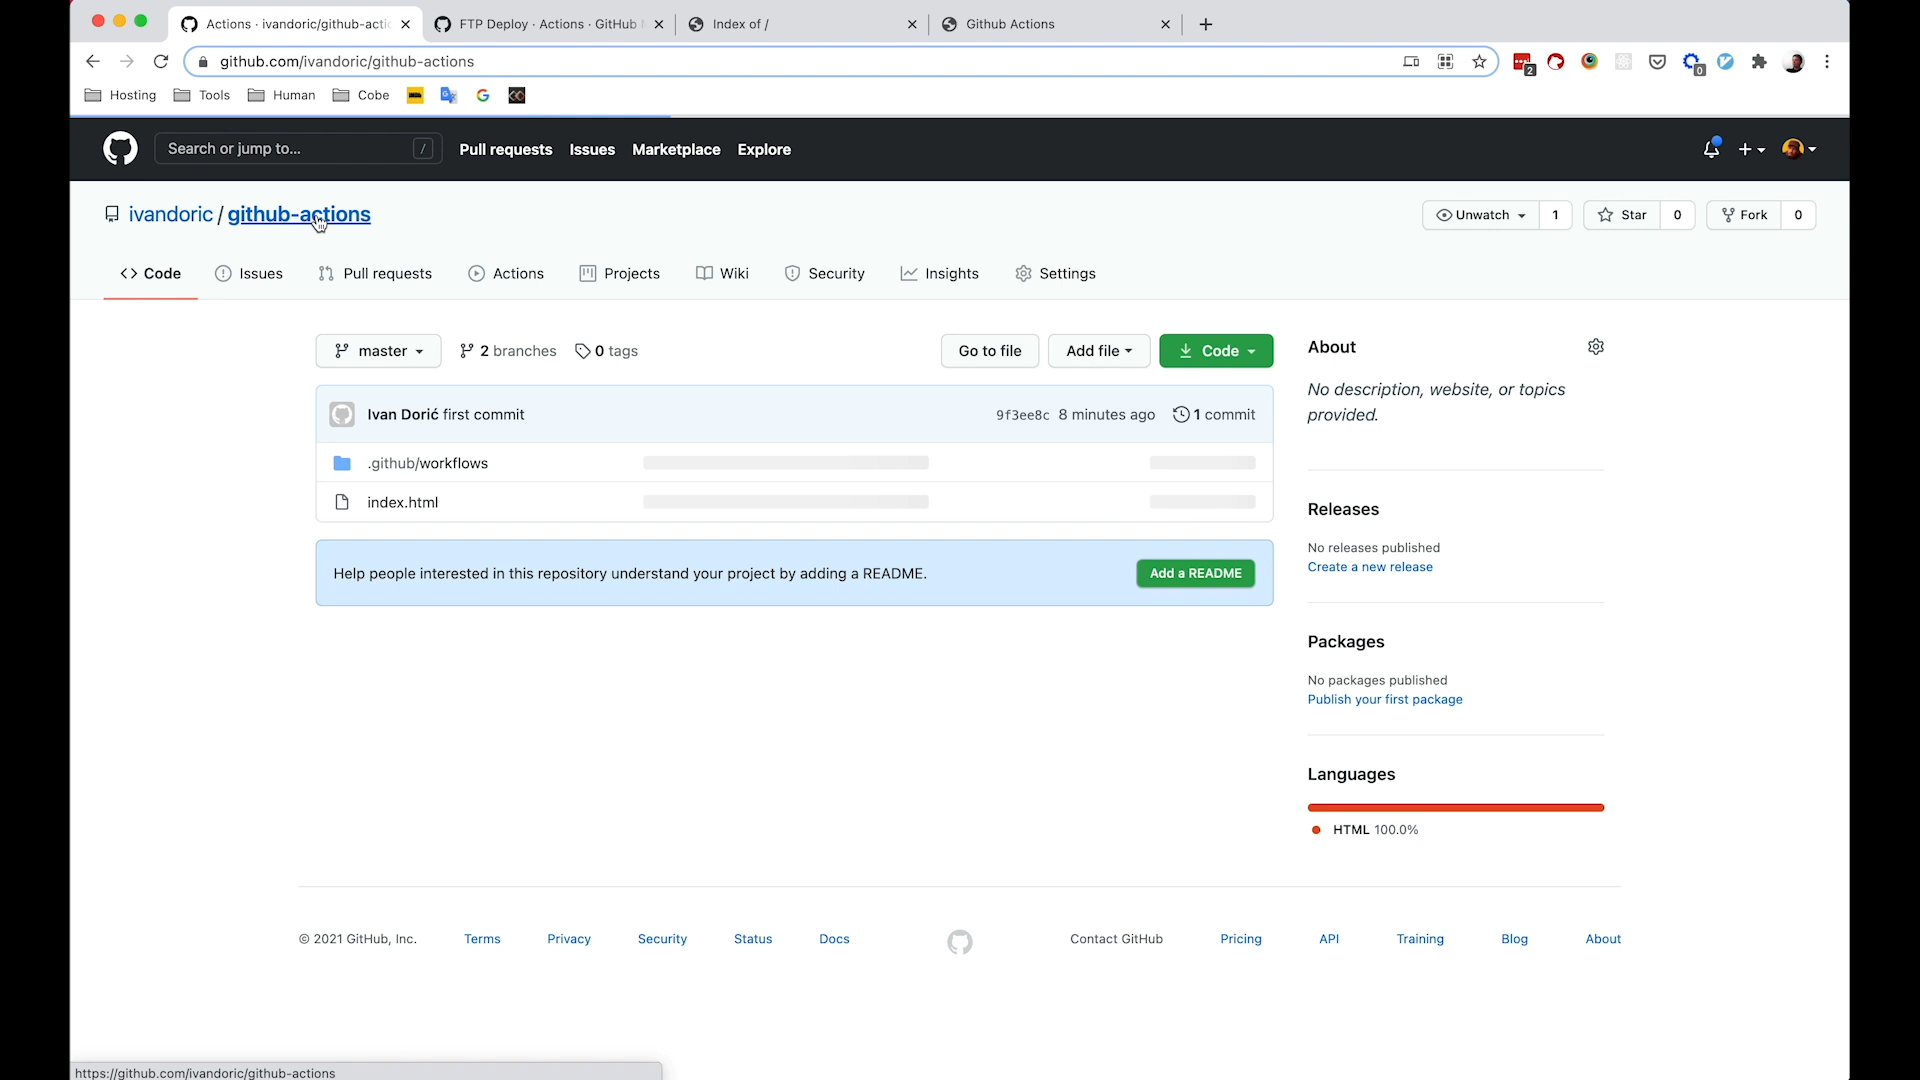 Actions · ivandoric/github-actio
FTP Deploy · Actions · GitHub
Index of /
Github Actions
github.com/ivandoric/github-actions
2
0
Hosting
Tools
Human
Cobe
Search or jump to...
/
Pull requests
Issues
Marketplace
Explore
ivandoric / github-actions
Unwatch
1
Star
0
Fork
0
Code
Issues
Pull requests
Actions
Projects
Wiki
Security
Insights
Settings
master
2 branches
0 tags
Go to file
Add file
Code
Ivan Dorić first commit
9f3ee8c 8 minutes ago
1 commit
.github/workflows
index.html
Help people interested in this repository understand your project by adding a README.
Add a README
About
No description, website, or topics
provided.
Releases
No releases published
Create a new release
Packages
No packages published
Publish your first package
Languages
HTML 100.0%
© 2021 GitHub, Inc.
Terms
Privacy
Security
Status
Docs
Contact GitHub
Pricing
API
Training
Blog
About
https://github.com/ivandoric/github-actions